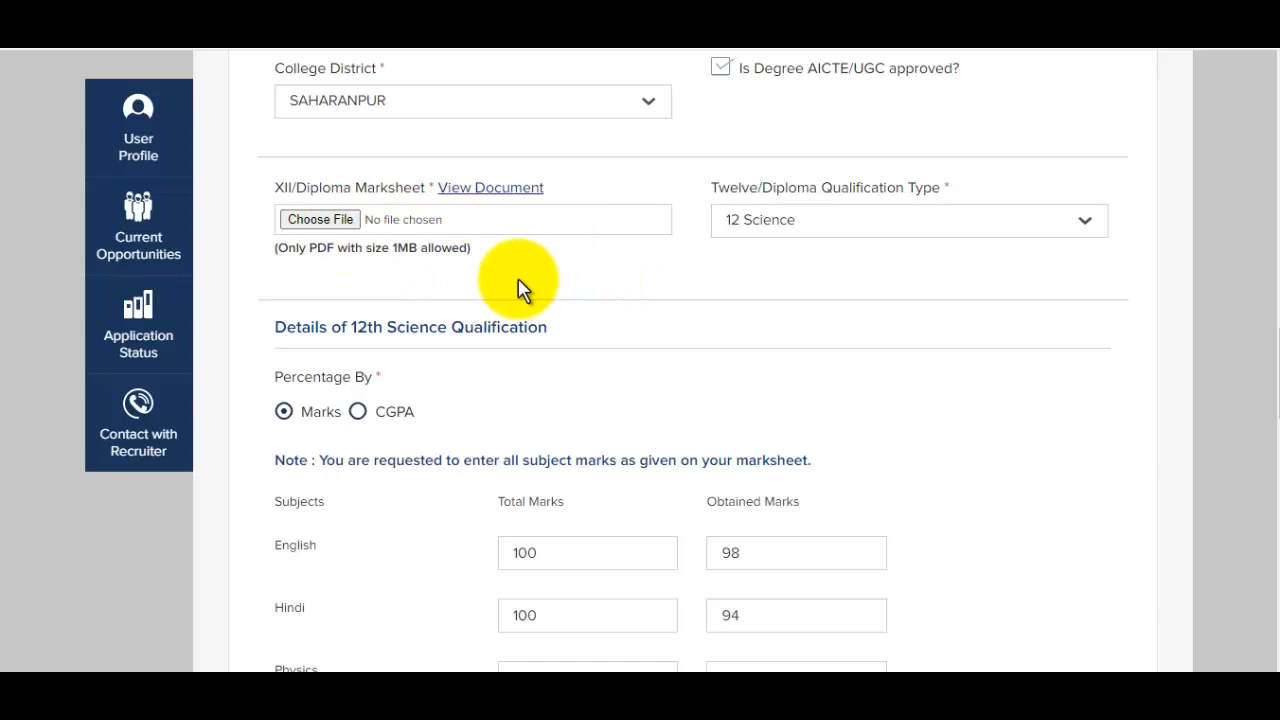 User
Profile
Current
Opportunities
Application
Status
Contact with
Recruiter
College District *
Is Degree AICTE/UGC approved?
SAHARANPUR
XII/Diploma Marksheet * View Document
Twelve/Diploma Qualification Type *
Choose File No file chosen
12 Science
(Only PDF with size 1MB allowed)
Details of 12th Science Qualification
Percentage By *
Marks CGPA
Note : You are requested to enter all subject marks as given on your marksheet.
Subjects Total Marks Obtained Marks
English 100 98
Hindi 100 94
Physics